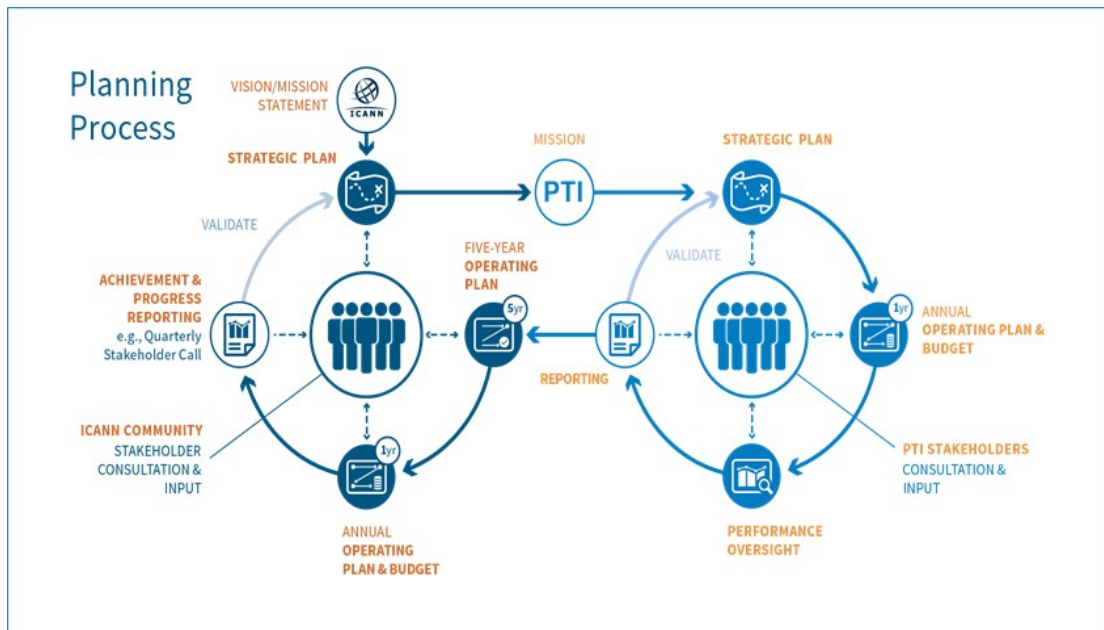 Planning
Process
VISION/MISSION
STATEMENT
ICANN
STRATEGIC PLAN
VALIDATE
ACHIEVEMENT &
PROGRESS
REPORTING
e.g., Quarterly
Stakeholder Call
FIVE-YEAR
OPERATING
PLAN
5yr
ICANN COMMUNITY
STAKEHOLDER
CONSULTATION &
INPUT
1yr
ANNUAL
OPERATING
PLAN & BUDGET
MISSION
PTI
STRATEGIC PLAN
VALIDATE
1yr
ANNUAL
OPERATING PLAN &
BUDGET
REPORTING
PTI STAKEHOLDERS
CONSULTATION &
INPUT
PERFORMANCE
OVERSIGHT